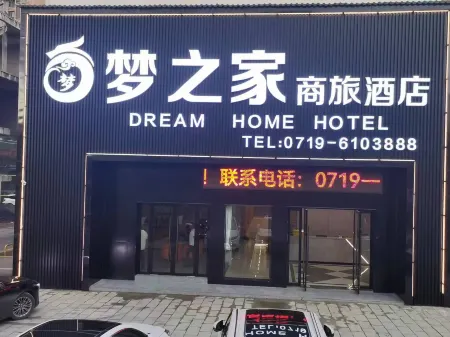 梦
梦之家 商旅酒店
DREAM HOME HOTEL
TEL:0719-6103888
！联系电话：0719—